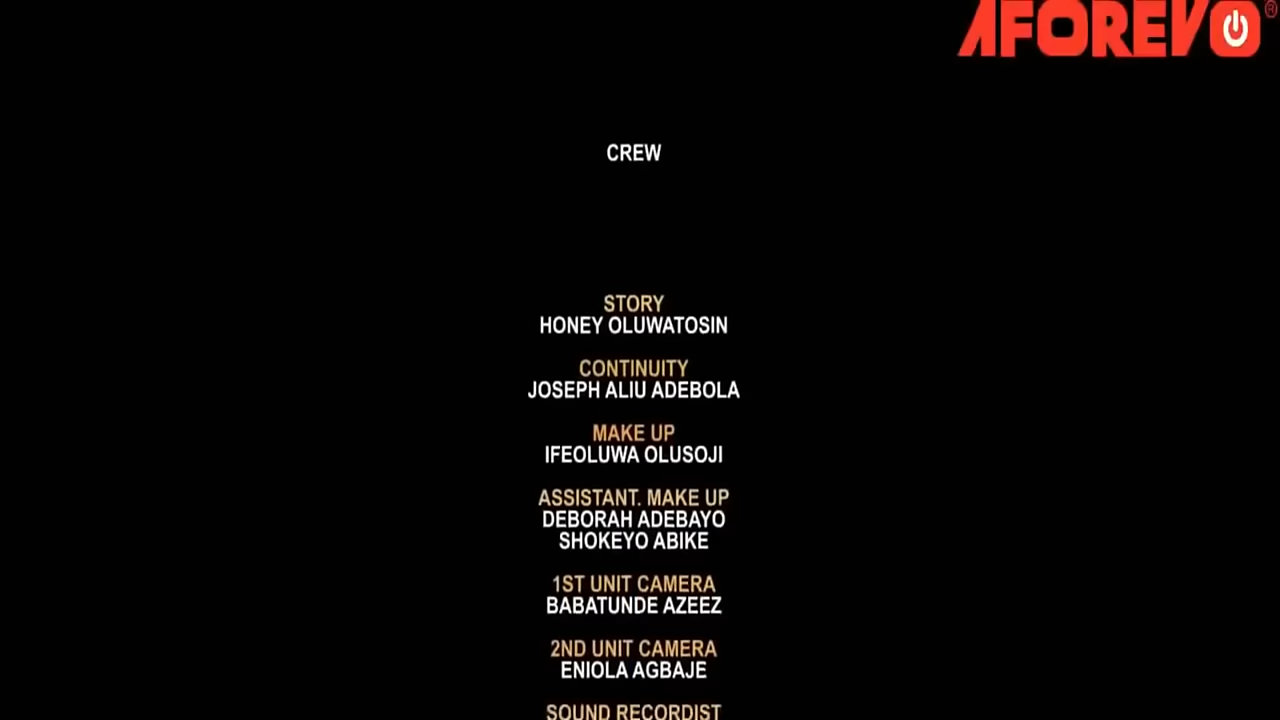 AFOREVO®
CREW
STORY
HONEY OLUWATOSIN
CONTINUITY
JOSEPH ALIU ADEBOLA
MAKE UP
IFEOLUWA OLUSOJI
ASSISTANT. MAKE UP
DEBORAH ADEBAYO
SHOKEYO ABIKE
1ST UNIT CAMERA
BABATUNDE AZEEZ
2ND UNIT CAMERA
ENIOLA AGBAJE
SOUND RECORDIST